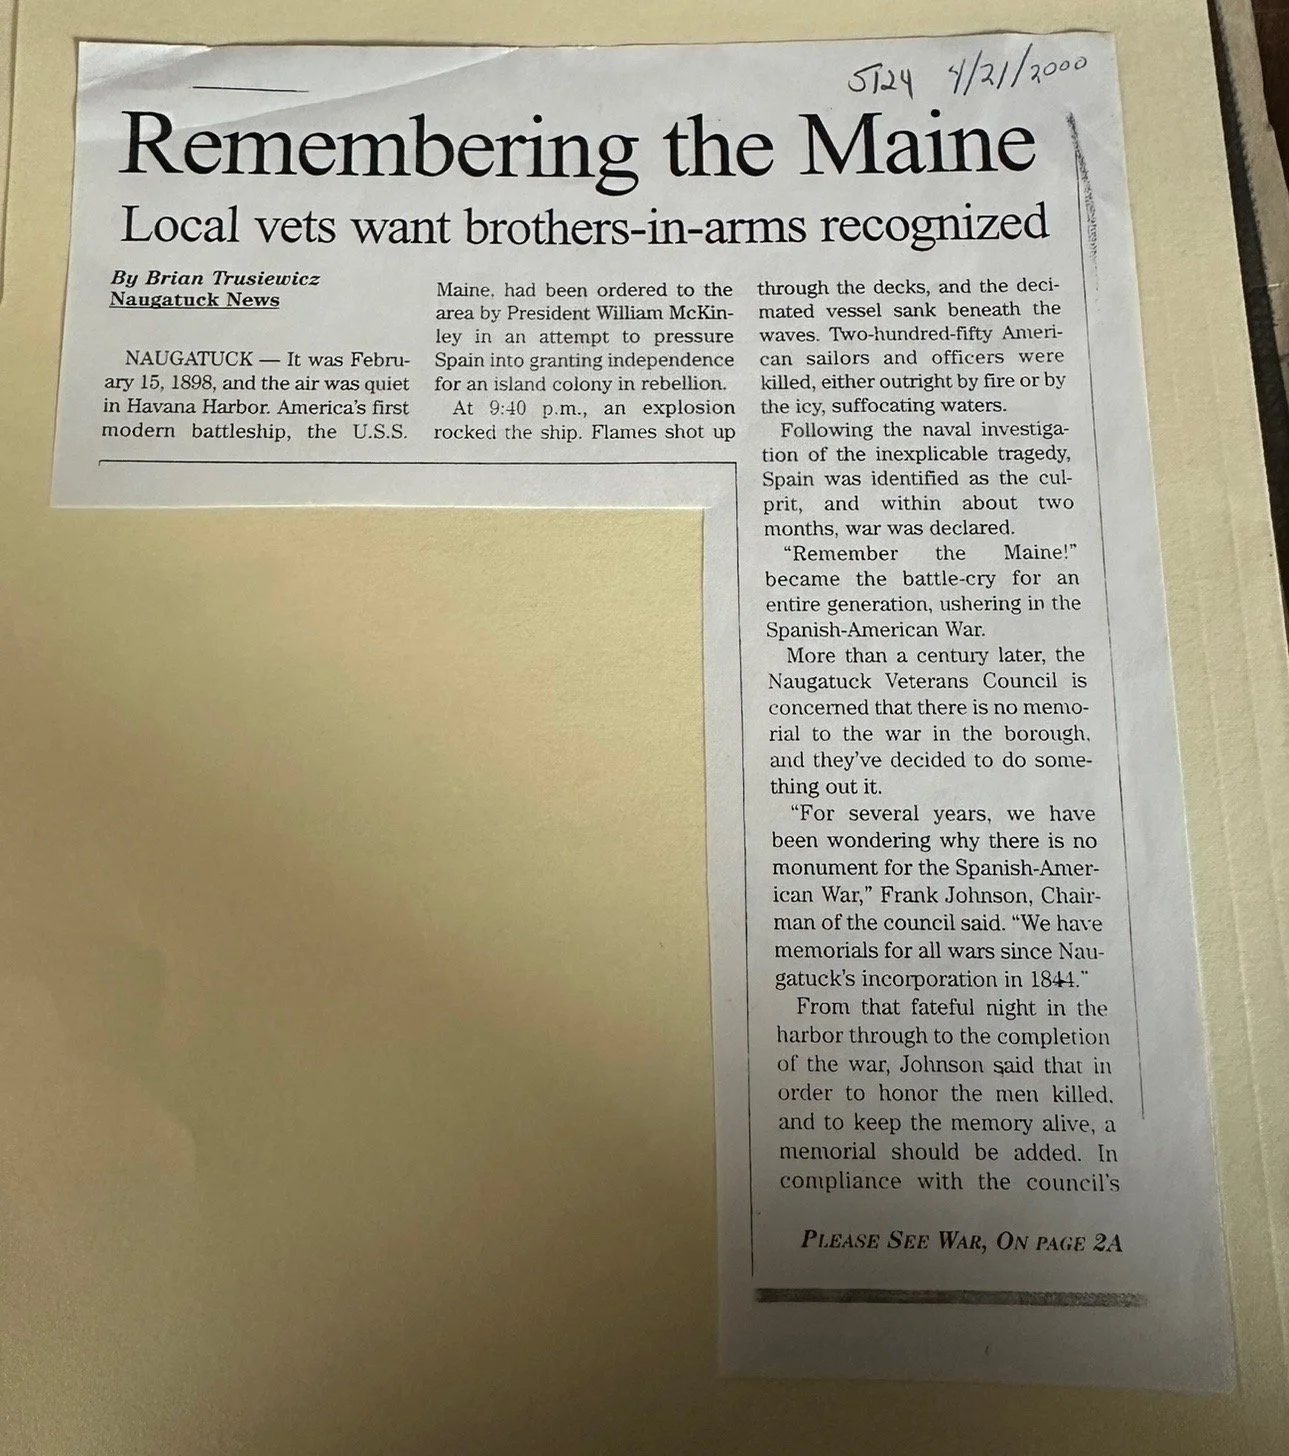 5124 4/21/2000
Remembering the Maine
Local vets want brothers-in-arms recognized
By Brian Trusiewicz
Naugatuck News
NAUGATUCK — It was Febru-
ary 15, 1898, and the air was quiet
in Havana Harbor. America's first
modern battleship, the U.S.S.
Maine, had been ordered to the
area by President William McKin-
ley in an attempt to pressure
Spain into granting independence
for an island colony in rebellion.
At 9:40 p.m., an explosion
rocked the ship. Flames shot up
through the decks, and the deci-
mated vessel sank beneath the
waves. Two-hundred-fifty Ameri-
can sailors and officers were
killed, either outright by fire or by
the icy, suffocating waters.
Following the naval investiga-
tion of the inexplicable tragedy,
Spain was identified as the cul-
prit, and within about two
months, war was declared.
"Remember the Maine!"
became the battle-cry for an
entire generation, ushering in the
Spanish-American War.
More than a century later, the
Naugatuck Veterans Council is
concerned that there is no memo-
rial to the war in the borough,
and they've decided to do some-
thing out it.
"For several years, we have
been wondering why there is no
monument for the Spanish-Amer-
ican War," Frank Johnson, Chair-
man of the council said. "We have
memorials for all wars since Nau-
gatuck's incorporation in 1844."
From that fateful night in the
harbor through to the completion
of the war, Johnson said that in
order to honor the men killed,
and to keep the memory alive, a
memorial should be added. In
compliance with the council's
PLEASE SEE WAR, ON PAGE 2A